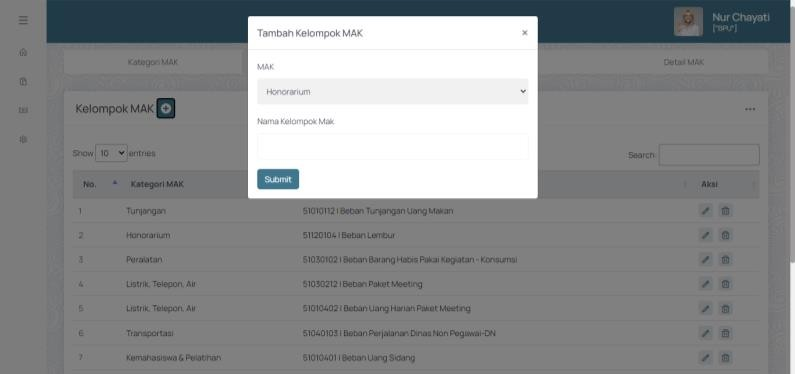 Nur Chayati
["BPU"]
Tambah Kelompok MAK ×
MAK
Honorarium
Nama Kelompok Mak
Submit
Kategori MAK Detail MAK
Kelompok MAK
Show 10 entries Search:
No. Kategori MAK Aksi
1 Tunjangan 51010112 | Beban Tunjangan Uang Makan
2 Honorarium 51120104 | Beban Lembur
3 Peralatan 51030102 | Beban Barang Habis Pakai Kegiatan - Konsumsi
4 Listrik, Telepon, Air 51030212 | Beban Paket Meeting
5 Listrik, Telepon, Air 51010402 | Beban Uang Harian Paket Meeting
6 Transportasi 51040103 | Beban Perjalanan Dinas Non Pegawai-DN
7 Kemahasiswa & Pelatihan 51010401 | Beban Uang Sidang